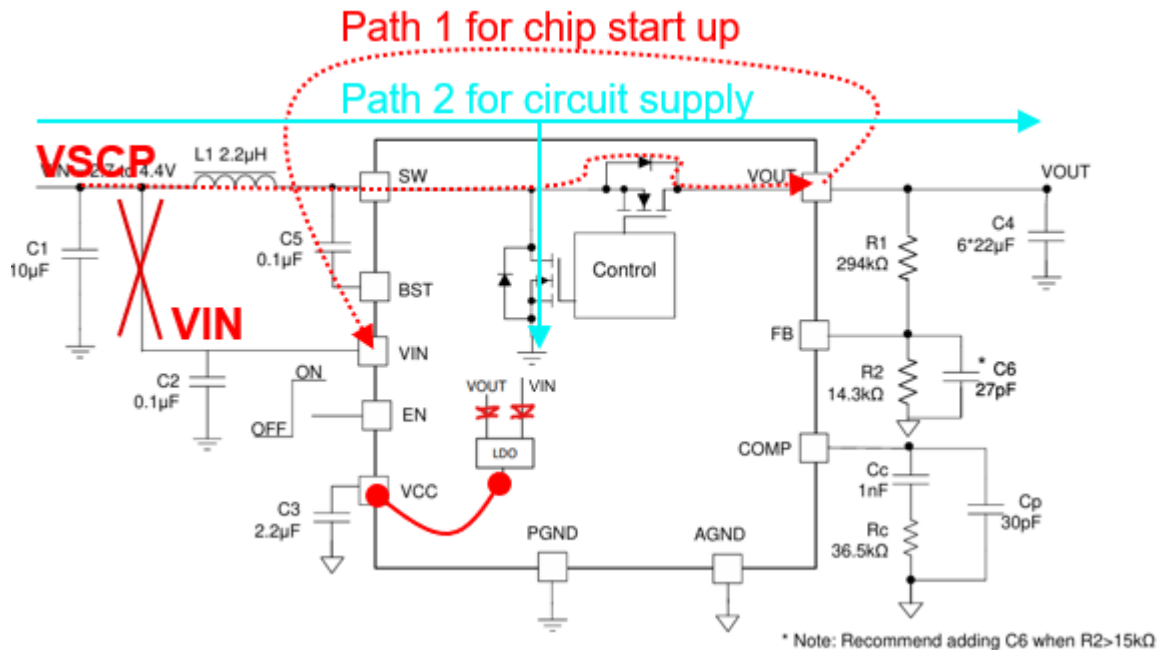 Path 1 for chip start up
Path 2 for circuit supply
VSCP
2.7 to 4.4V
L1 2.2μH
SW
VOUT
VOUT
C1
10μF
C5
0.1μF
BST
Control
R1
294kΩ
C4
6*22μF
VIN
VIN
FB
C2
0.1μF
ON
OFF
EN
VOUT
VIN
LDO
R2
14.3kΩ
* C6
27pF
COMP
VCC
C3
2.2μF
Cc
1nF
Rc
36.5kΩ
Cp
30pF
PGND
AGND
* Note: Recommend adding C6 when R2>15kΩ